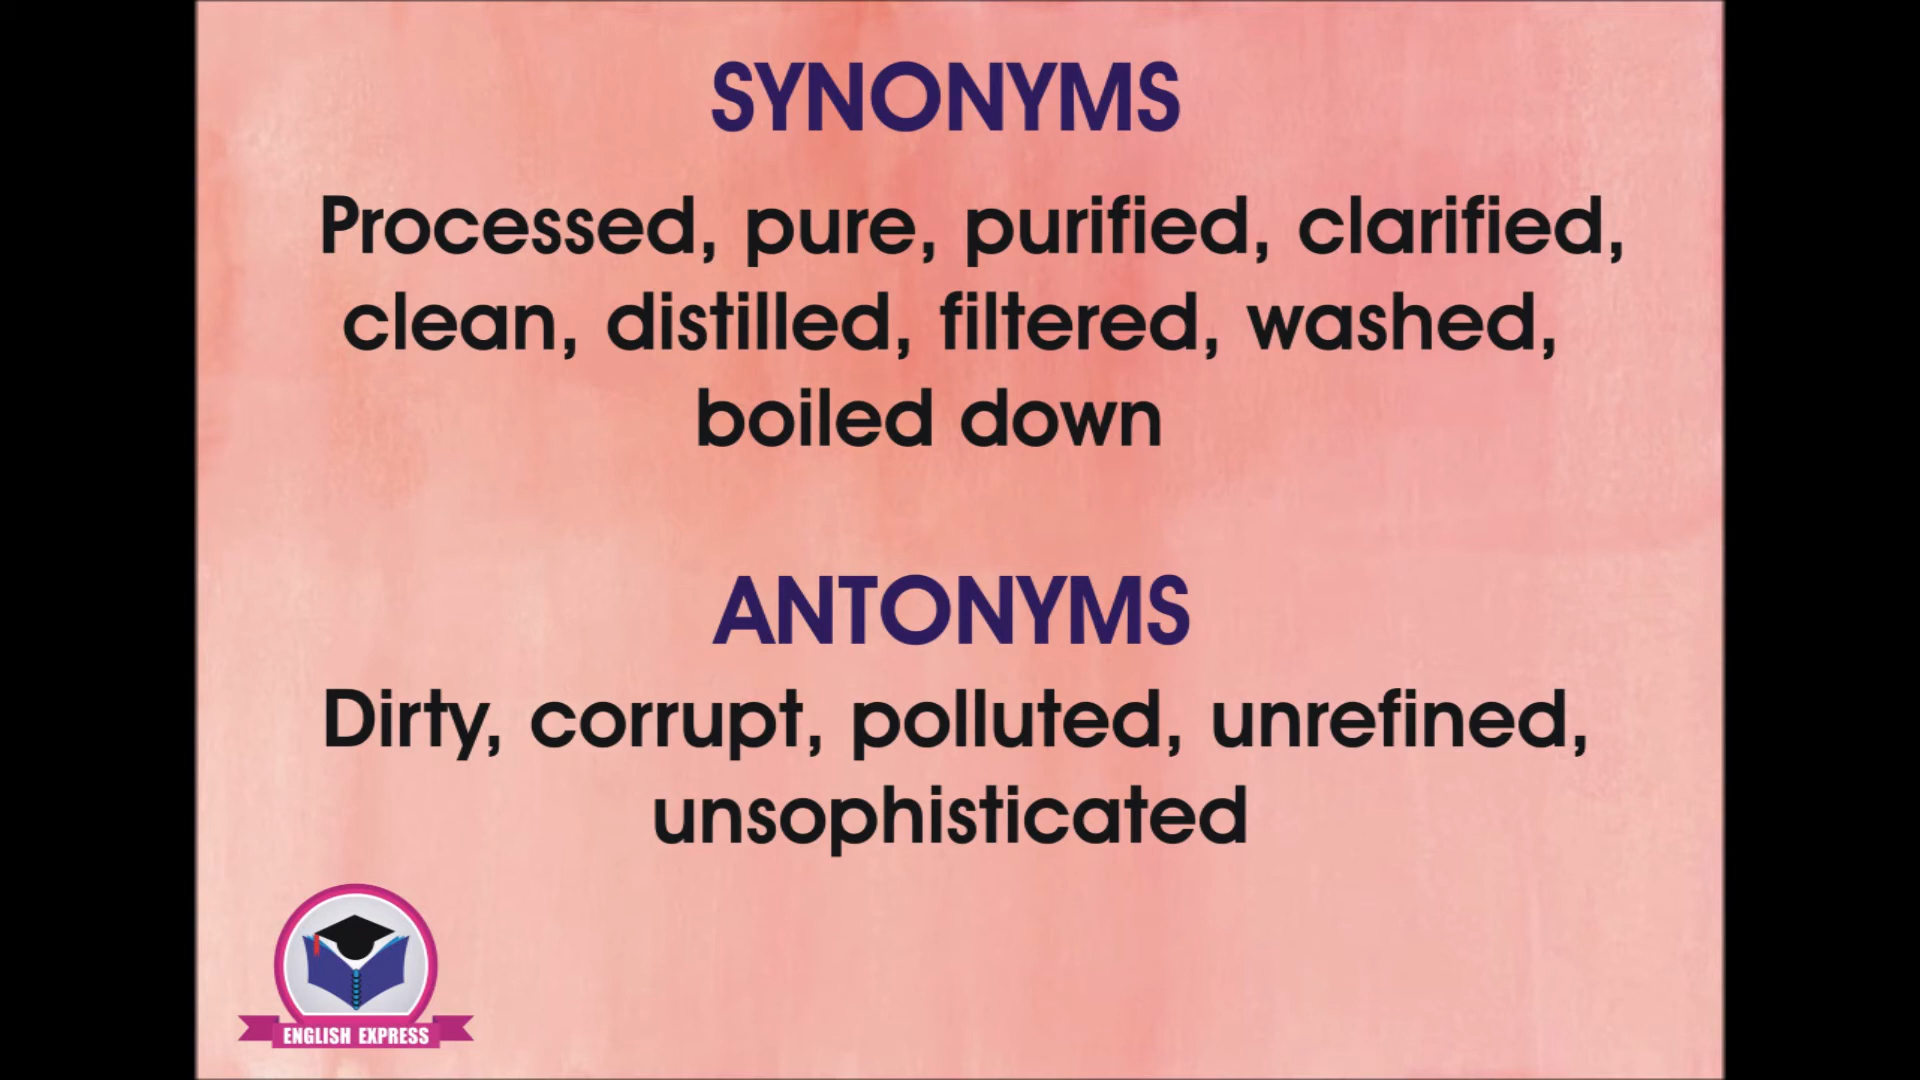 SYNONYMS
Processed, pure, purified, clarified,
clean, distilled, filtered, washed,
boiled down
ANTONYMS
Dirty, corrupt, polluted, unrefined,
unsophisticated
ENGLISH EXPRESS